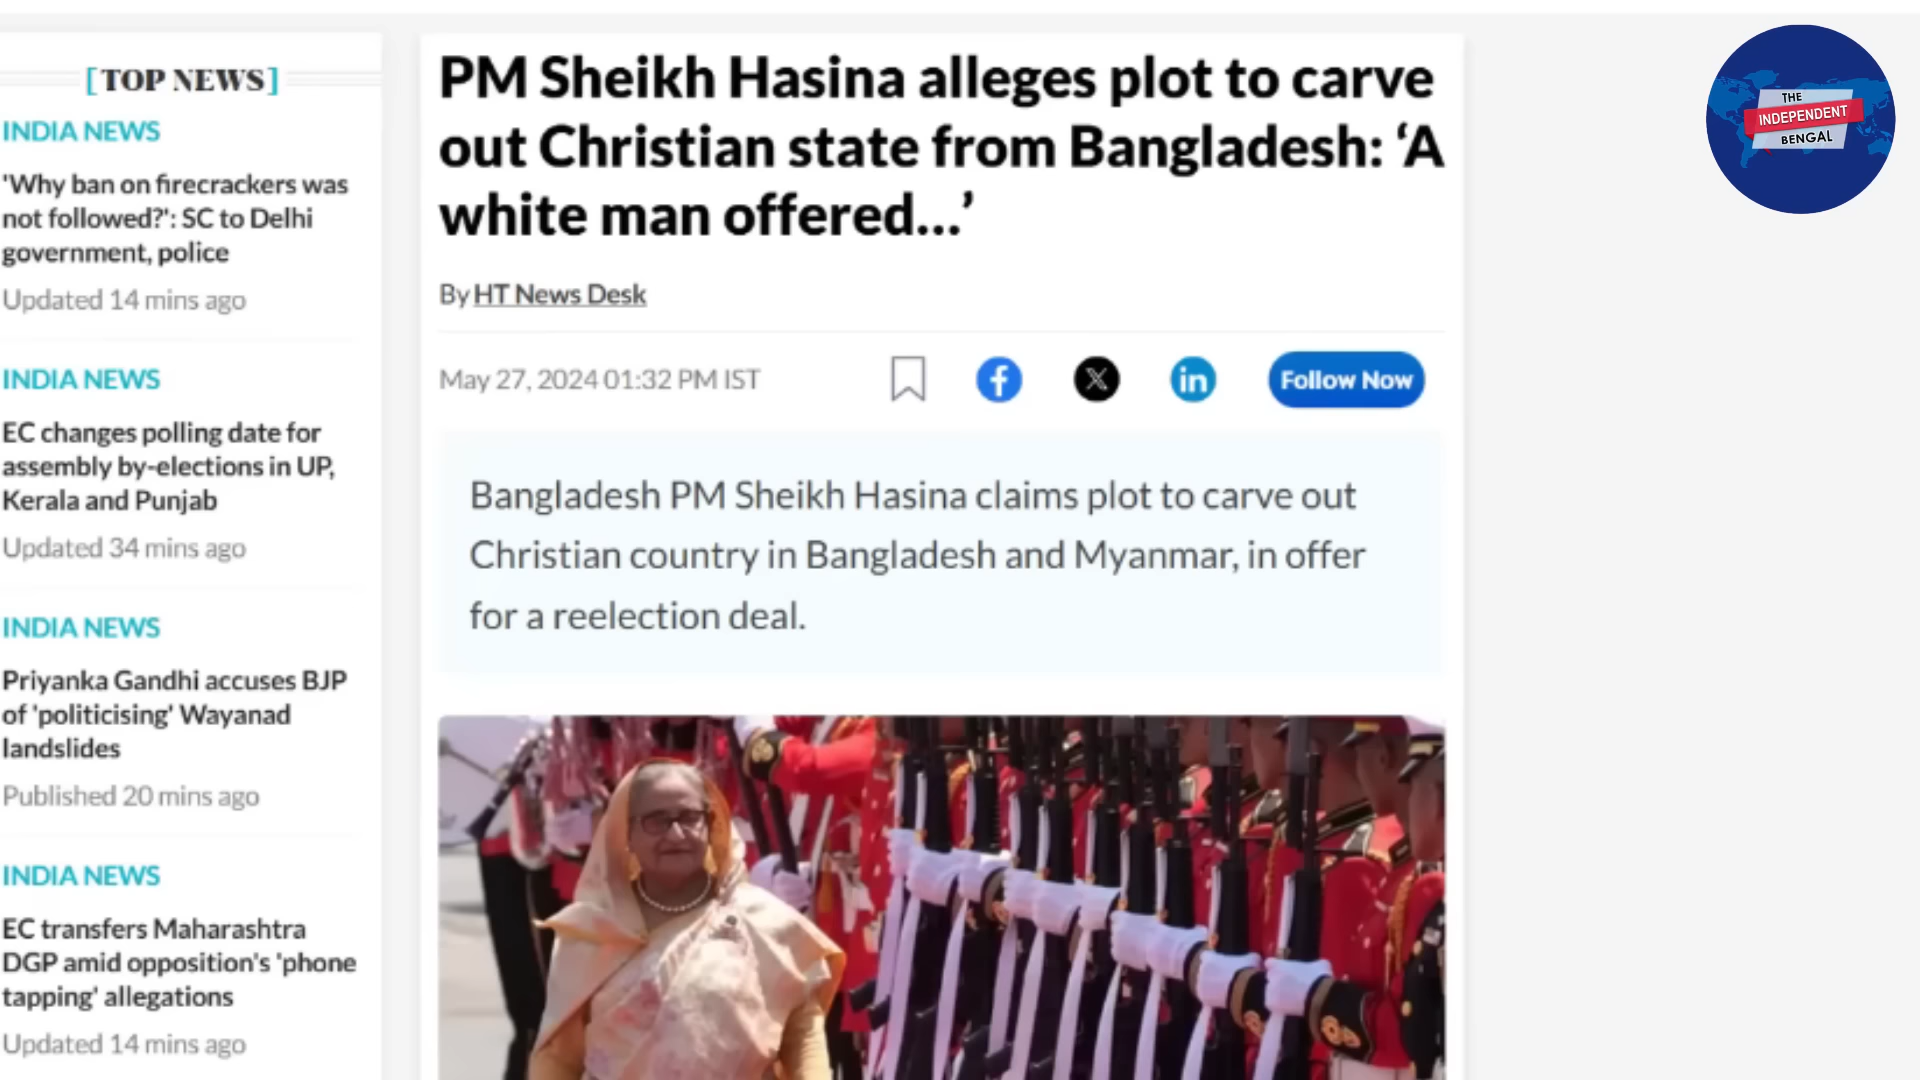 [TOP NEWS]
INDIA NEWS
'Why ban on firecrackers was
not followed?': SC to Delhi
government, police
Updated 14 mins ago
INDIA NEWS
EC changes polling date for
assembly by-elections in UP,
Kerala and Punjab
Updated 34 mins ago
INDIA NEWS
Priyanka Gandhi accuses BJP
of 'politicising' Wayanad
landslides
Published 20 mins ago
INDIA NEWS
EC transfers Maharashtra
DGP amid opposition's 'phone
tapping' allegations
Updated 14 mins ago
PM Sheikh Hasina alleges plot to carve
out Christian state from Bangladesh: ‘A
white man offered...’
By HT News Desk
May 27, 2024 01:32 PM IST
Follow Now
Bangladesh PM Sheikh Hasina claims plot to carve out
Christian country in Bangladesh and Myanmar, in offer
for a reelection deal.
THE
INDEPENDENT
BENGAL